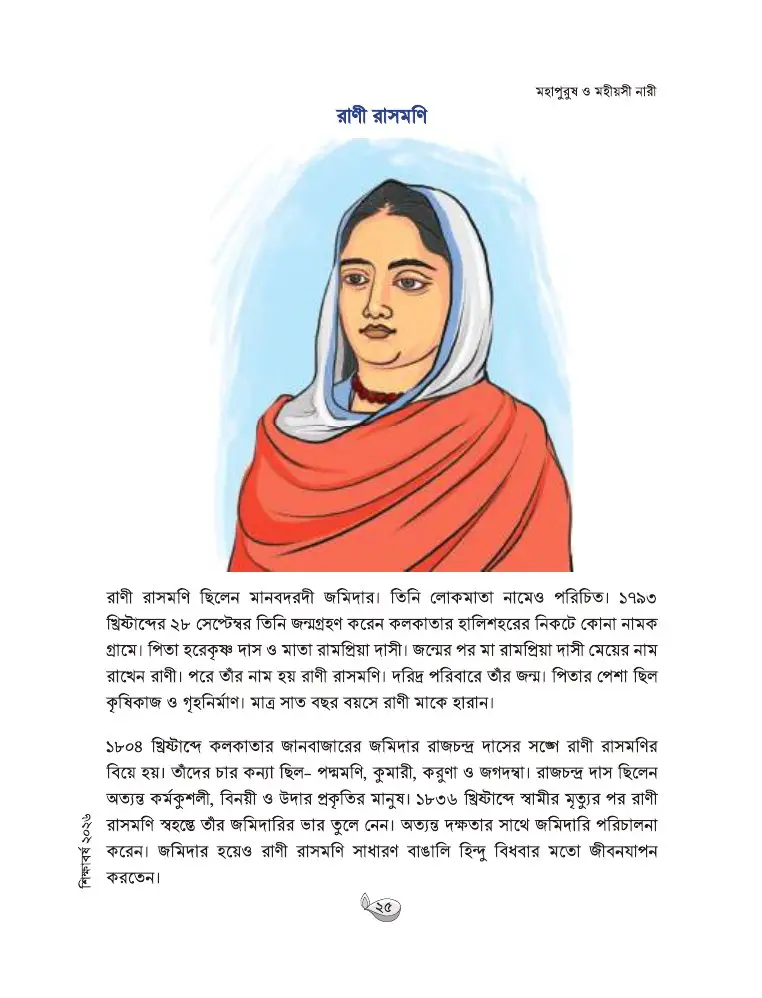 মহাপুরুষ ও মহীয়সী নারী
রাণী রাসমণি
রাণী রাসমণি ছিলেন মানবদরদী জমিদার। তিনি লোকমাতা নামেও পরিচিত। ১৭৯৩
খ্রিষ্টাব্দের ২৮ সেপ্টেম্বর তিনি জন্মগ্রহণ করেন কলকাতার হালিশহরের নিকটে কোনা নামক
গ্রামে। পিতা হরেকৃষ্ণ দাস ও মাতা রামপ্রিয়া দাসী। জন্মের পর মা রামপ্রিয়া দাসী মেয়ের নাম
রাখেন রাণী। পরে তাঁর নাম হয় রাণী রাসমণি। দরিদ্র পরিবারে তাঁর জন্ম। পিতার পেশা ছিল
কৃষিকাজ ও গৃহনির্মাণ। মাত্র সাত বছর বয়সে রাণী মাকে হারান।
১৮০৪ খ্রিষ্টাব্দে কলকাতার জানবাজারের জমিদার রাজচন্দ্র দাসের সঙ্গে রাণী রাসমণির
বিয়ে হয়। তাঁদের চার কন্যা ছিল– পদ্মমণি, কুমারী, করুণা ও জগদম্বা। রাজচন্দ্র দাস ছিলেন
অত্যন্ত কর্মকুশলী, বিনয়ী ও উদার প্রকৃতির মানুষ। ১৮৩৬ খ্রিষ্টাব্দে স্বামীর মৃত্যুর পর রাণী
রাসমণি স্বহস্তে তাঁর জমিদারির ভার তুলে নেন। অত্যন্ত দক্ষতার সাথে জমিদারি পরিচালনা
করেন। জমিদার হয়েও রাণী রাসমণি সাধারণ বাঙালি হিন্দু বিধবার মতো জীবনযাপন
করতেন।
শিক্ষাবর্ষ ২০২৬
২৫